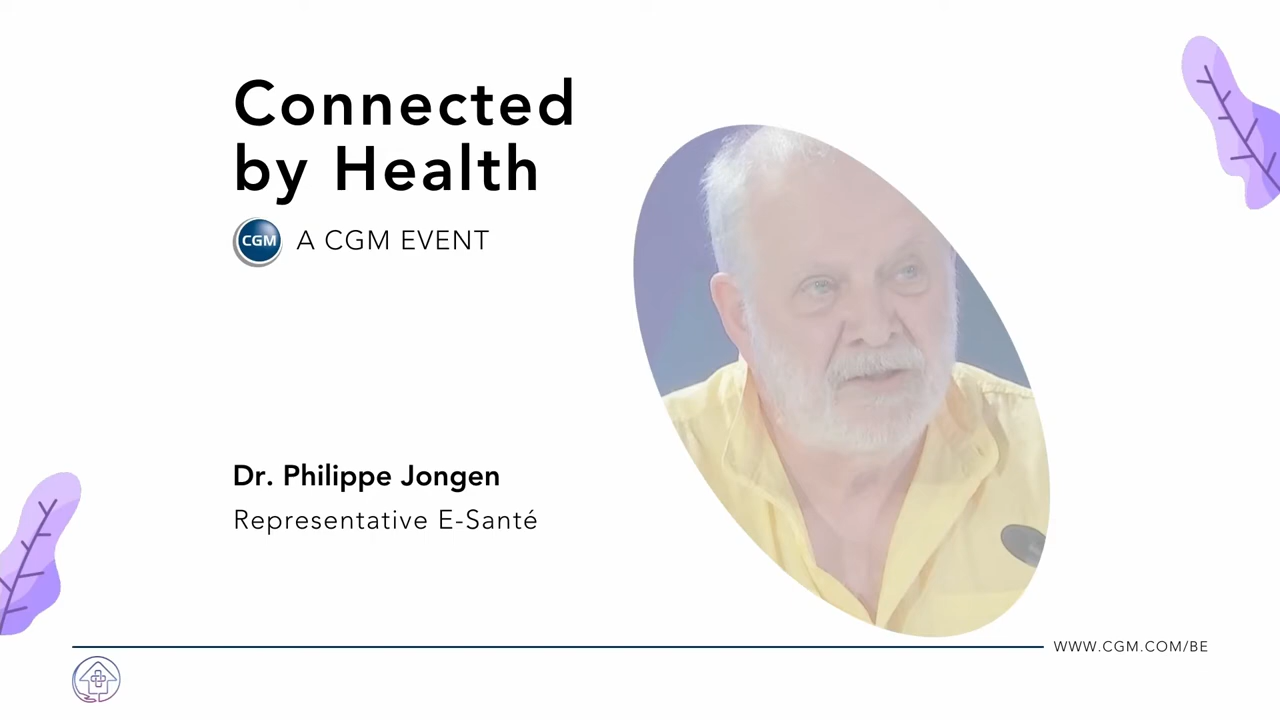 Connected
by Health
CGM
A CGM EVENT
Dr. Philippe Jongen
Representative E-Santé
WWW.CGM.COM/BE